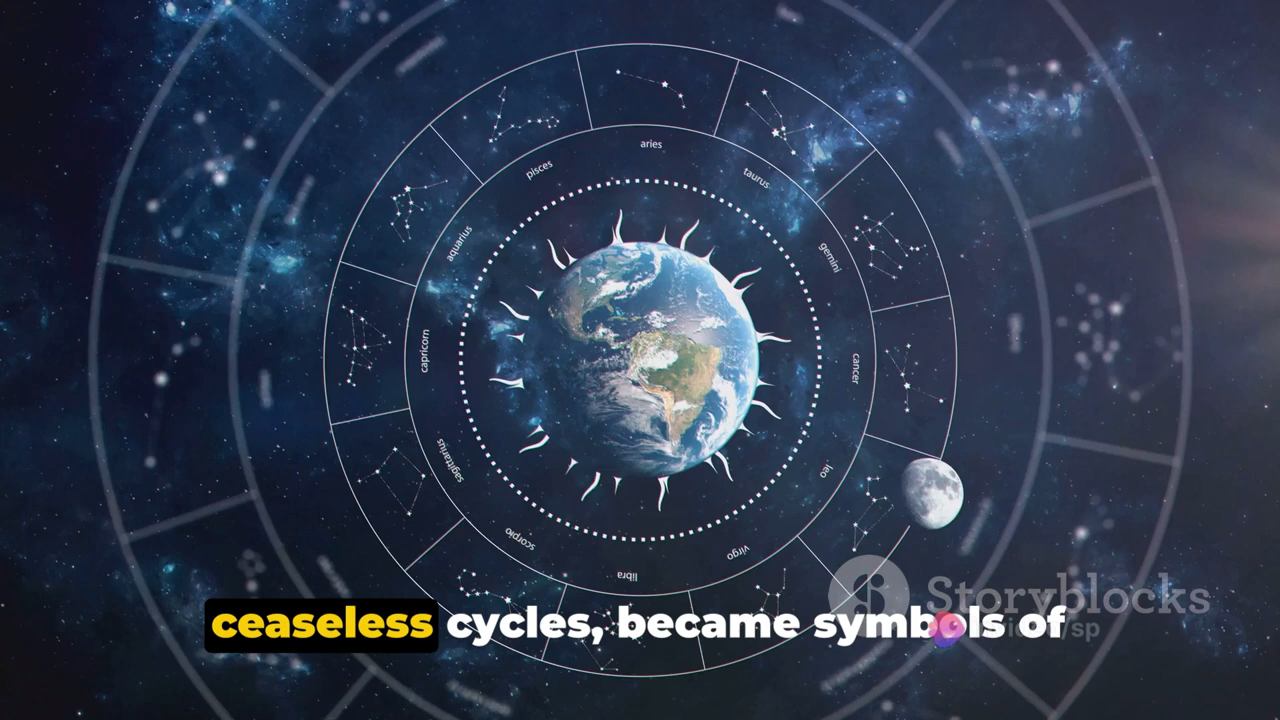 aries
taurus
gemini
cancer
leo
virgo
libra
scorpio
sagittarius
capricorn
aquarius
pisces
Storyblocks
ceaseless cycles, became symbols of